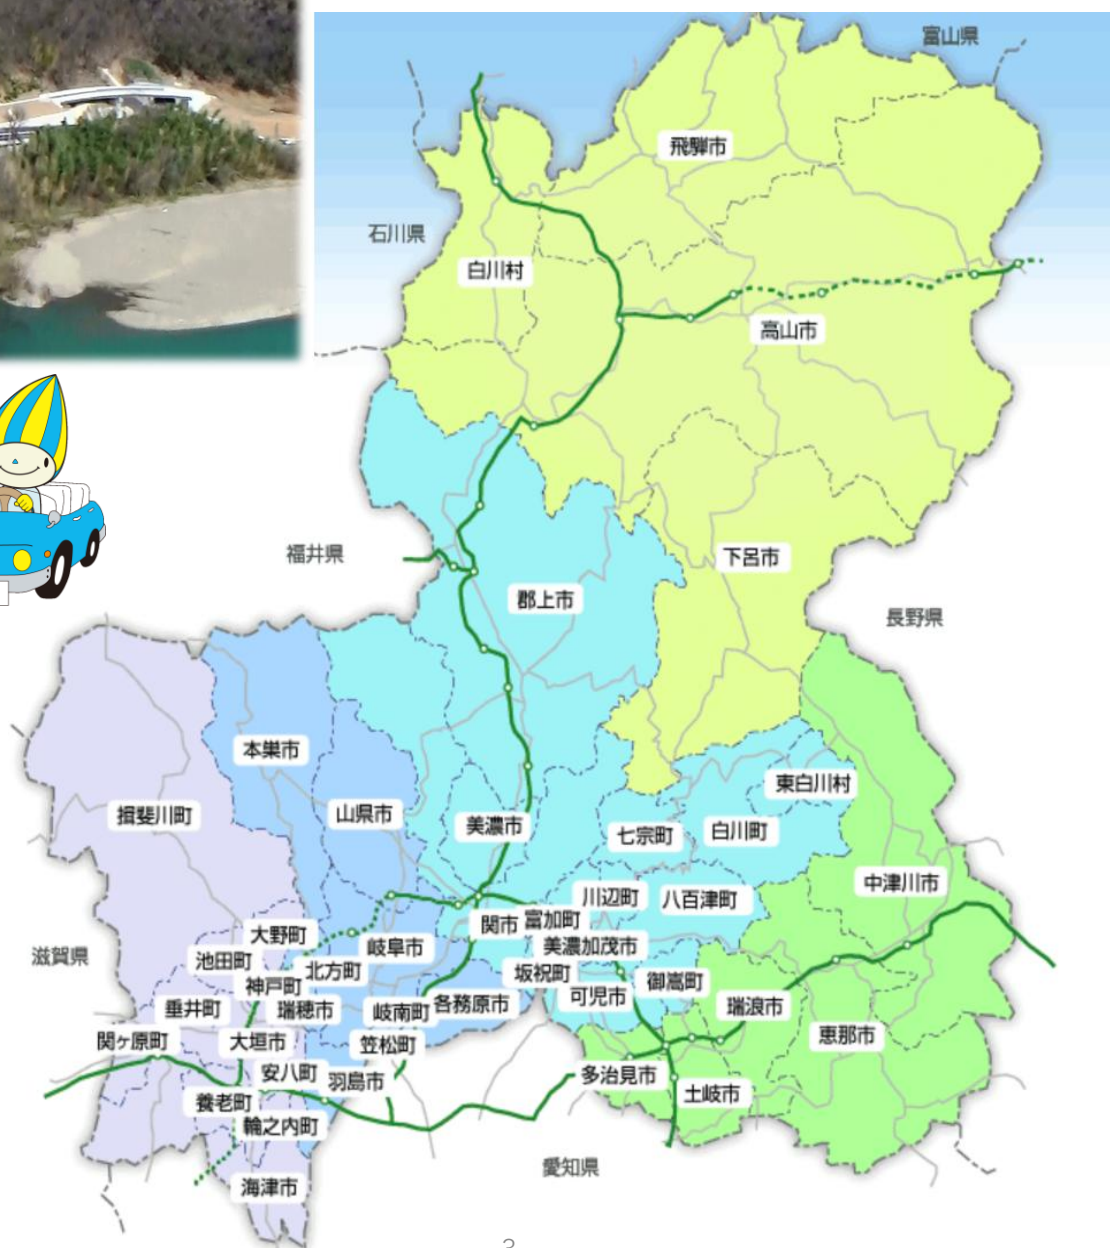 富山県
飛騨市
石川県
白川村
高山市
福井県
下呂市
郡上市
長野県
本巣市
東白川村
揖斐川町
山県市
美濃市
七宗町
白川町
中津川市
川辺町
八百津町
関市
富加町
大野町
岐阜市
美濃加茂市
滋賀県
池田町
北方町
坂祝町
神戸町
御嵩町
可児市
垂井町
瑞穂市
岐南町
各務原市
瑞浪市
関ヶ原町
大垣市
笠松町
恵那市
安八町
羽島市
多治見市
養老町
土岐市
輪之内町
愛知県
海津市
3